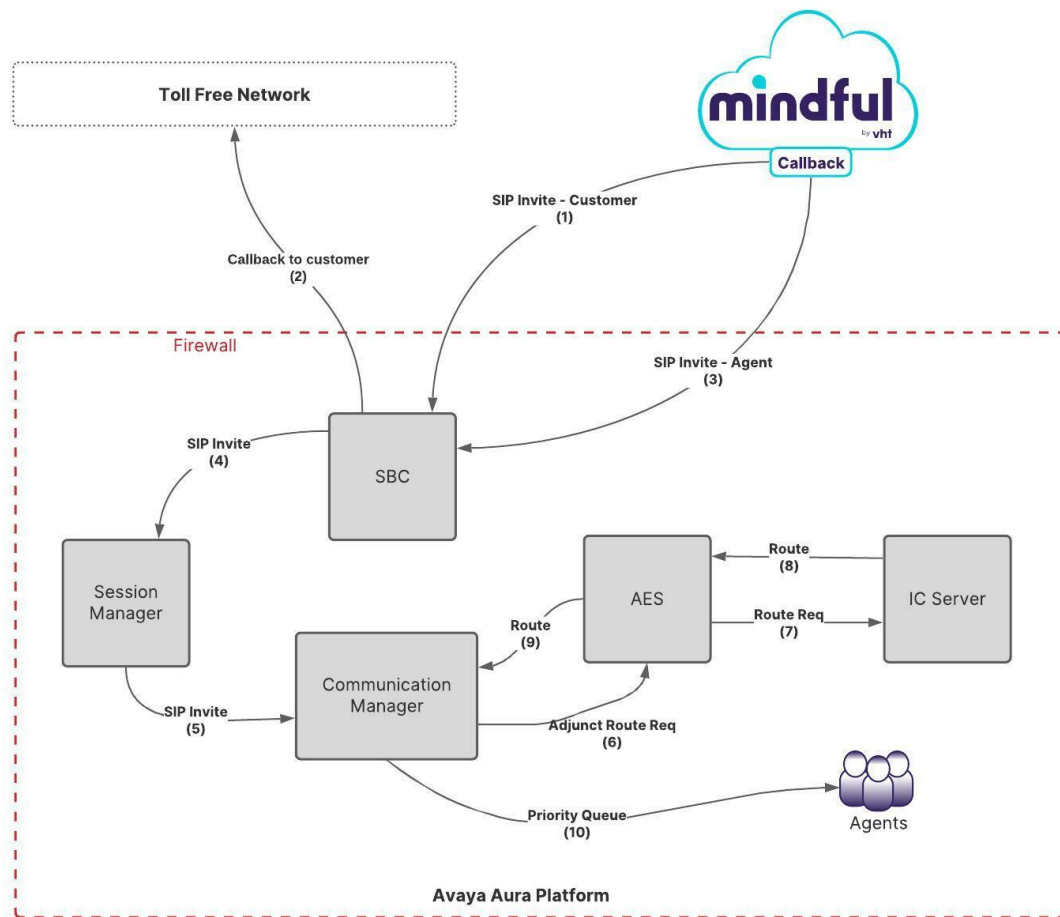 Toll Free Network
mindful
by vht
Callback
SIP Invite - Customer
(1)
Callback to customer
(2)
Firewall
SIP Invite - Agent
(3)
SIP Invite
(4)
SBC
Session
Manager
AES
IC Server
Route
(8)
Route Req
(7)
Route
(9)
Communication
Manager
SIP Invite
(5)
Adjunct Route Req
(6)
Priority Queue
(10)
Agents
Avaya Aura Platform